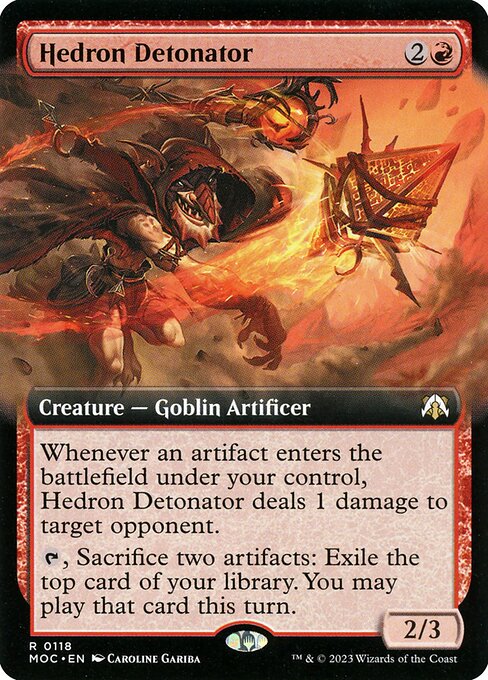 Hedron Detonator 2
Creature — Goblin Artificer
Whenever an artifact enters the
battlefield under your control,
Hedron Detonator deals 1 damage to
target opponent.
, Sacrifice two artifacts: Exile the
top card of your library. You may
play that card this turn.
2/3
R 0118
MOC • EN Caroline Gariba
™ & © 2023 Wizards of the Coast